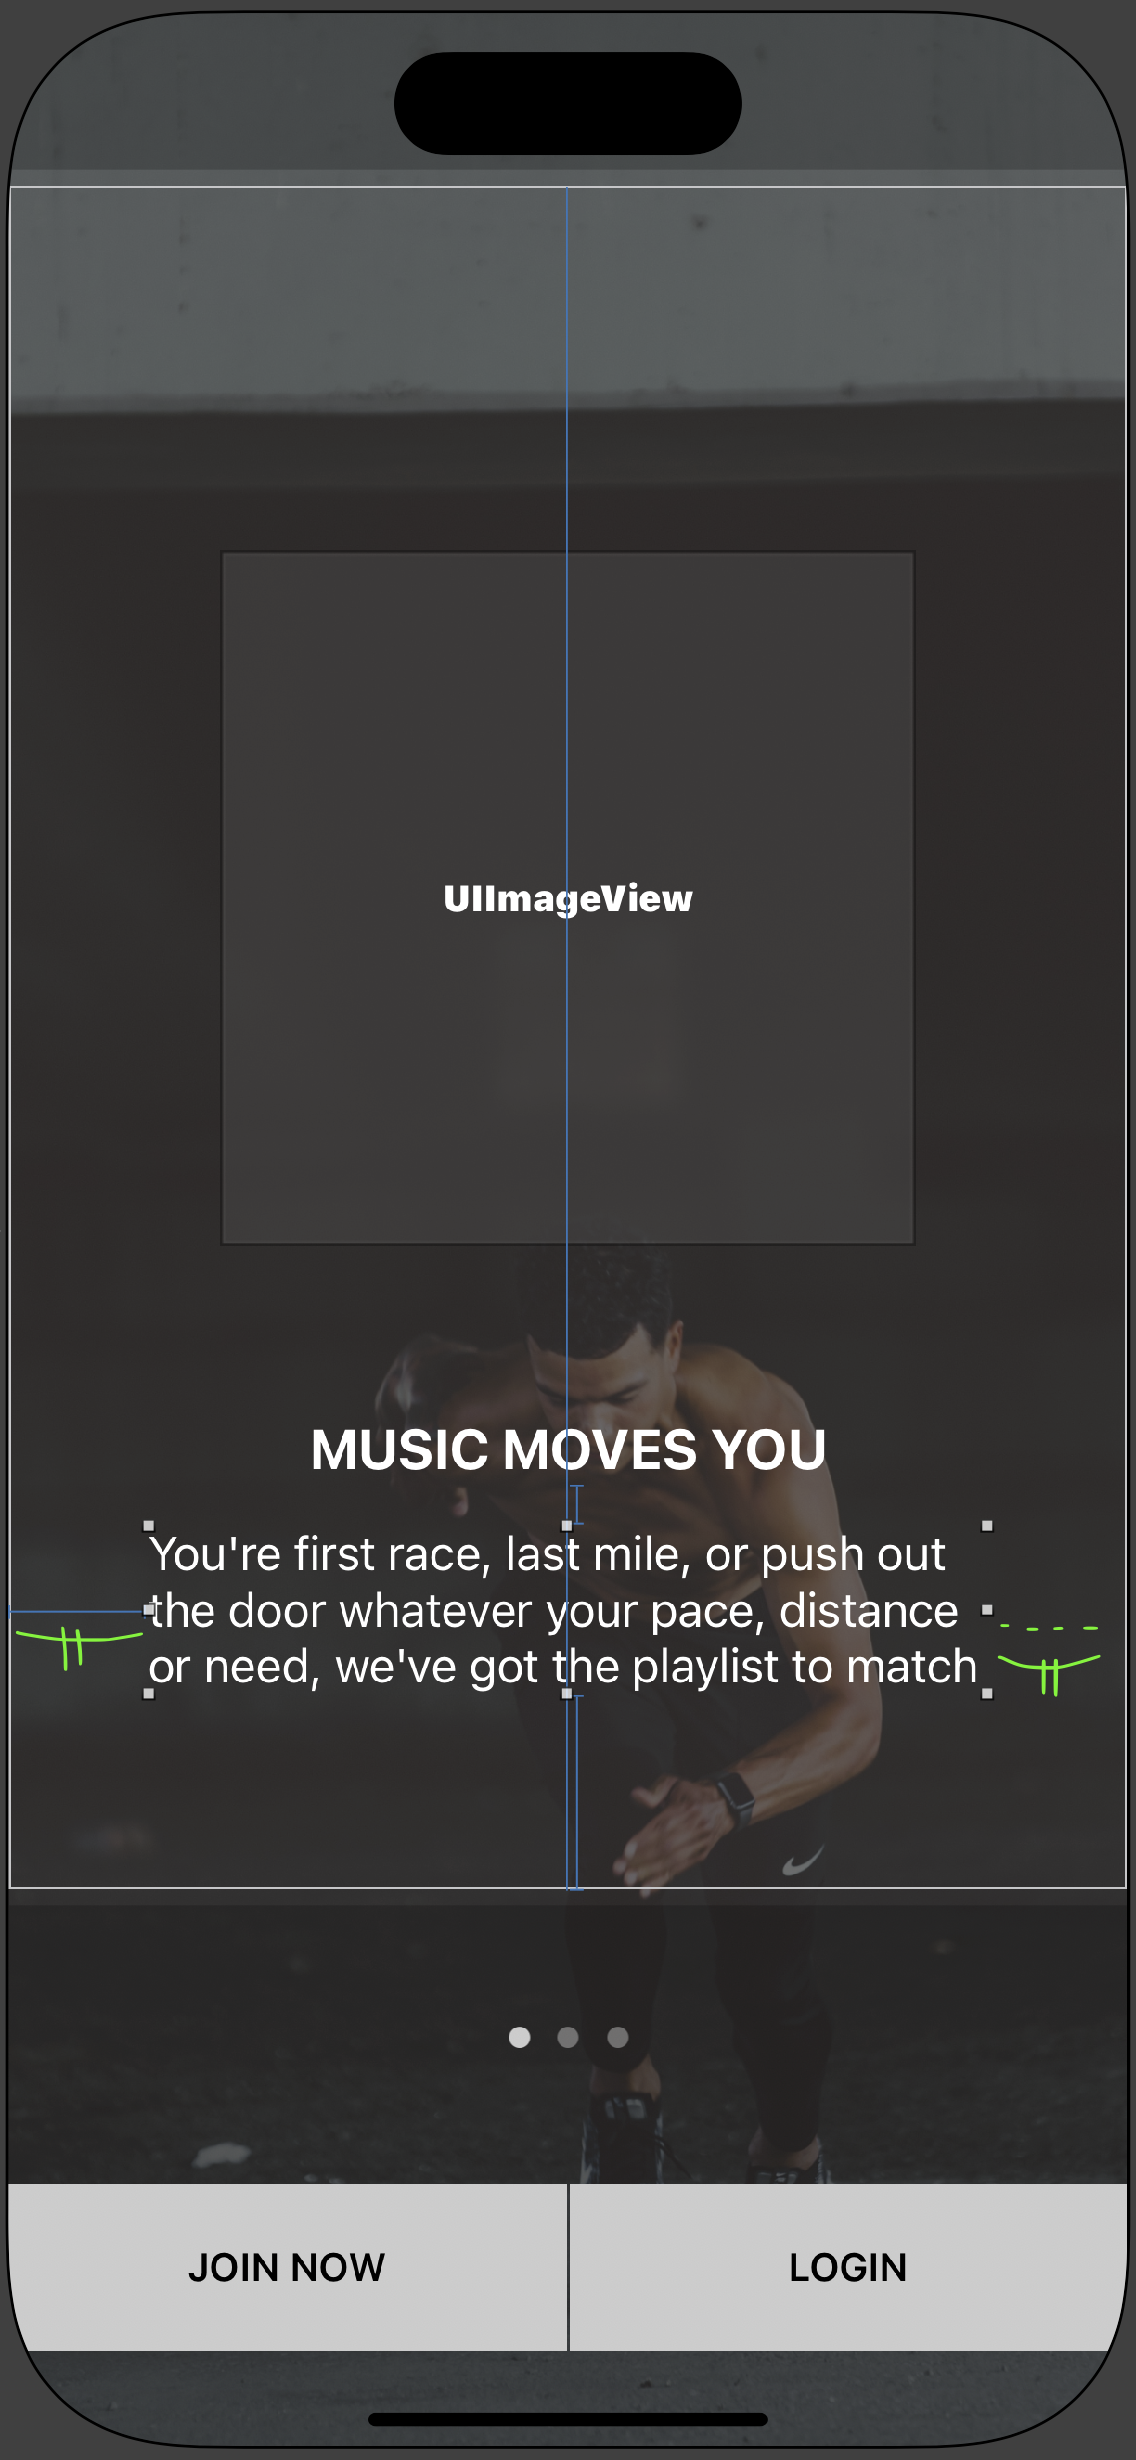 UIImageView
MUSIC MOVES YOU
You're first race, last mile, or push out
the door whatever your pace, distance
or need, we've got the playlist to match
JOIN NOW
LOGIN